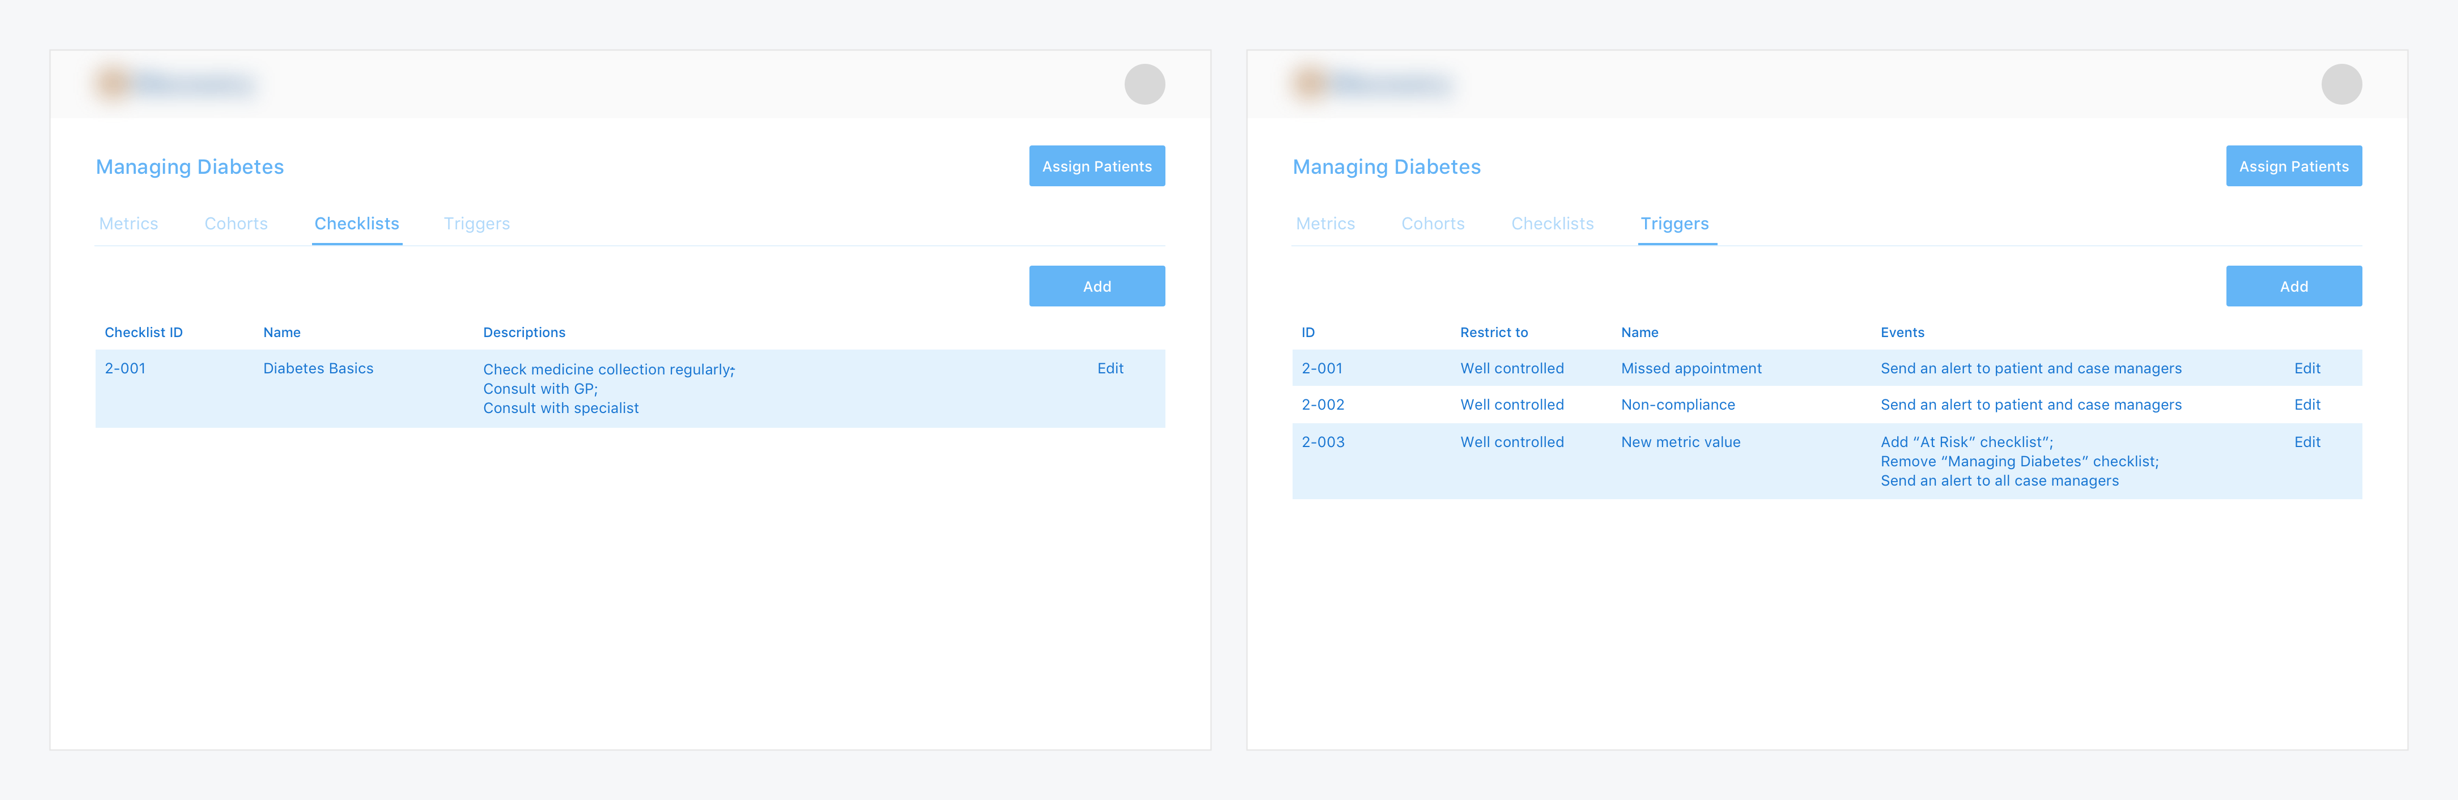 Managing Diabetes
Assign Patients
Metrics Cohorts Checklists Triggers
Add
Checklist ID Name Descriptions
2-001 Diabetes Basics Check medicine collection regularly; Edit
Consult with GP;
Consult with specialist
Managing Diabetes
Assign Patients
Metrics Cohorts Checklists Triggers
Add
ID Restrict to Name Events
2-001 Well controlled Missed appointment Send an alert to patient and case managers Edit
2-002 Well controlled Non-compliance Send an alert to patient and case managers Edit
2-003 Well controlled New metric value Add “At Risk” checklist”; Edit
Remove “Managing Diabetes” checklist;
Send an alert to all case managers